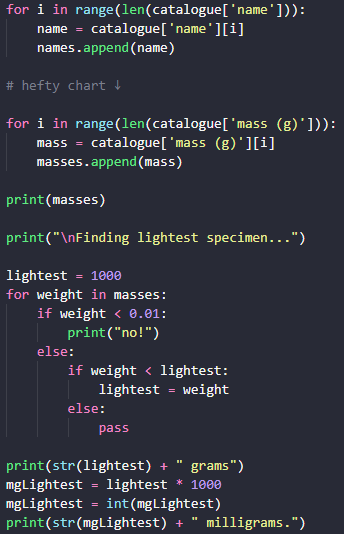 for i in range(len(catalogue['name'])):
    name = catalogue['name'][i]
    names.append(name)

# hefty chart ↓

for i in range(len(catalogue['mass (g)'])):
    mass = catalogue['mass (g)'][i]
    masses.append(mass)

print(masses)

print("\nFinding lightest specimen...")

lightest = 1000
for weight in masses:
    if weight < 0.01:
        print("no!")
    else:
        if weight < lightest:
            lightest = weight
        else:
            pass

print(str(lightest) + " grams")
mgLightest = lightest * 1000
mgLightest = int(mgLightest)
print(str(mgLightest) + " milligrams.")